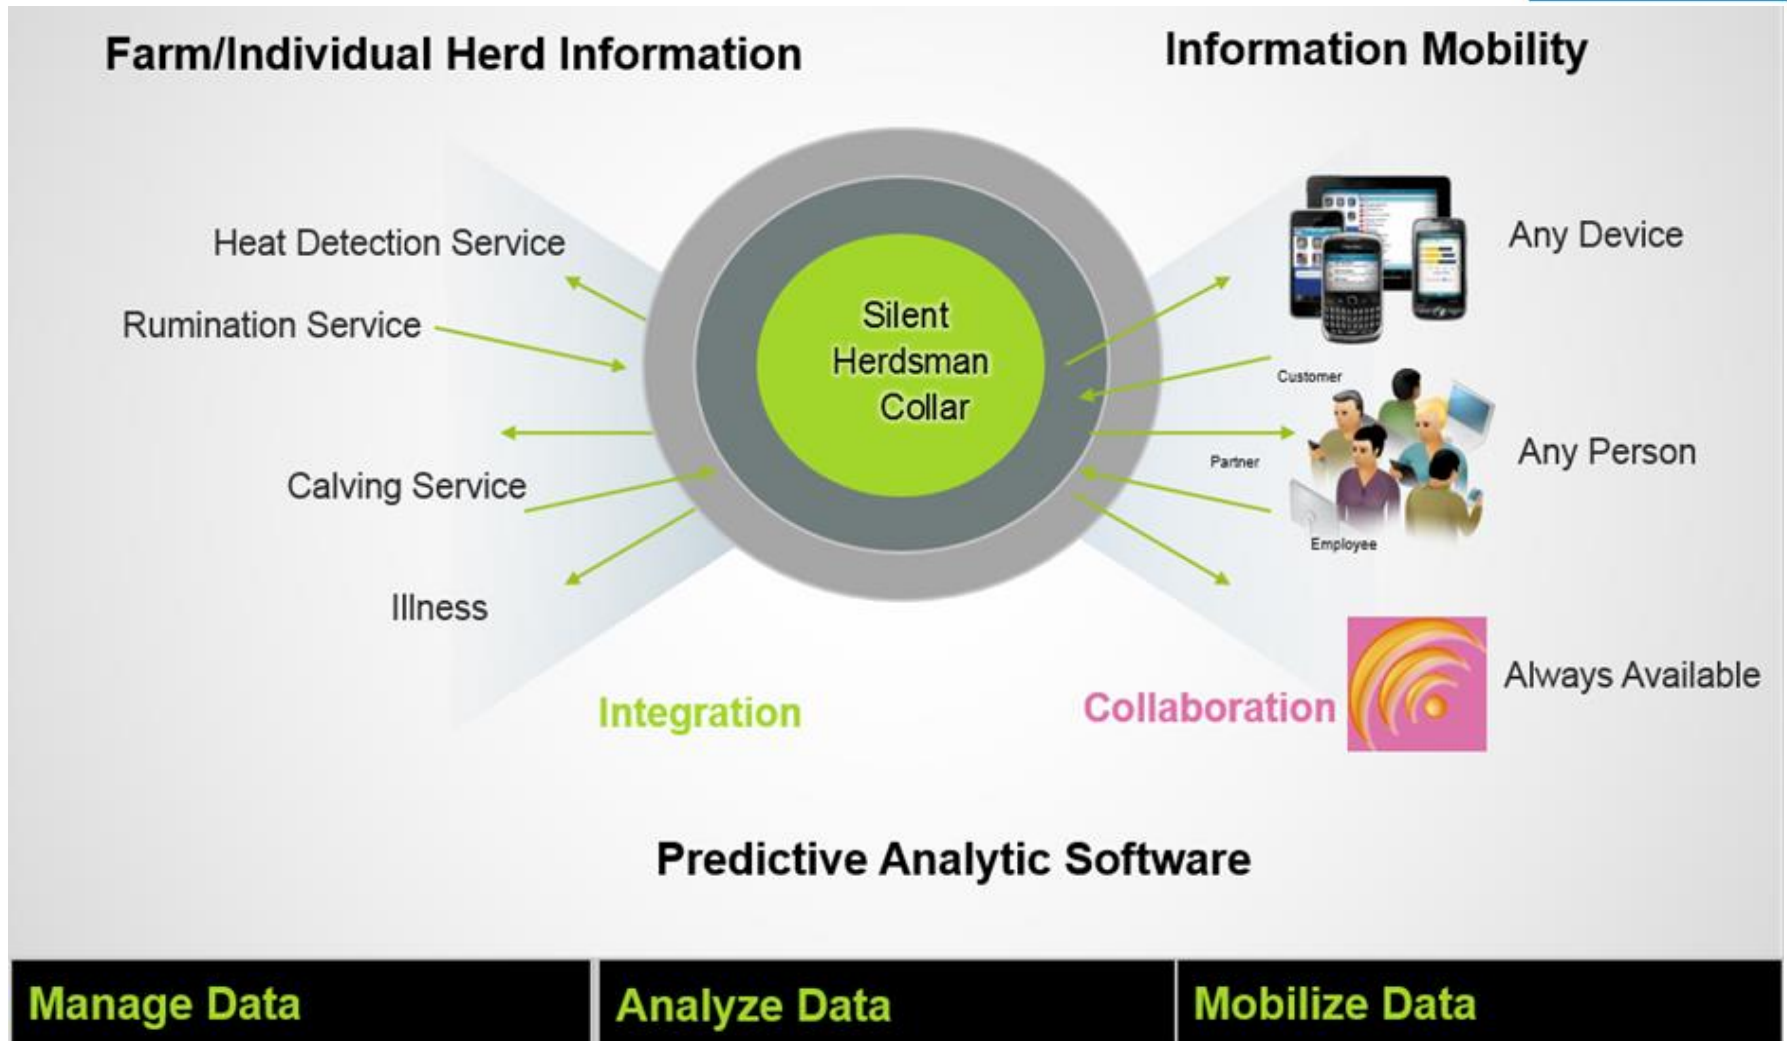 Farm/Individual Herd Information
Information Mobility
Heat Detection Service
Rumination Service
Calving Service
Illness
Silent
Herdsman
Collar
Any Device
Customer
Partner
Any Person
Employee
Always Available
Integration
Collaboration
Predictive Analytic Software
Manage Data
Analyze Data
Mobilize Data